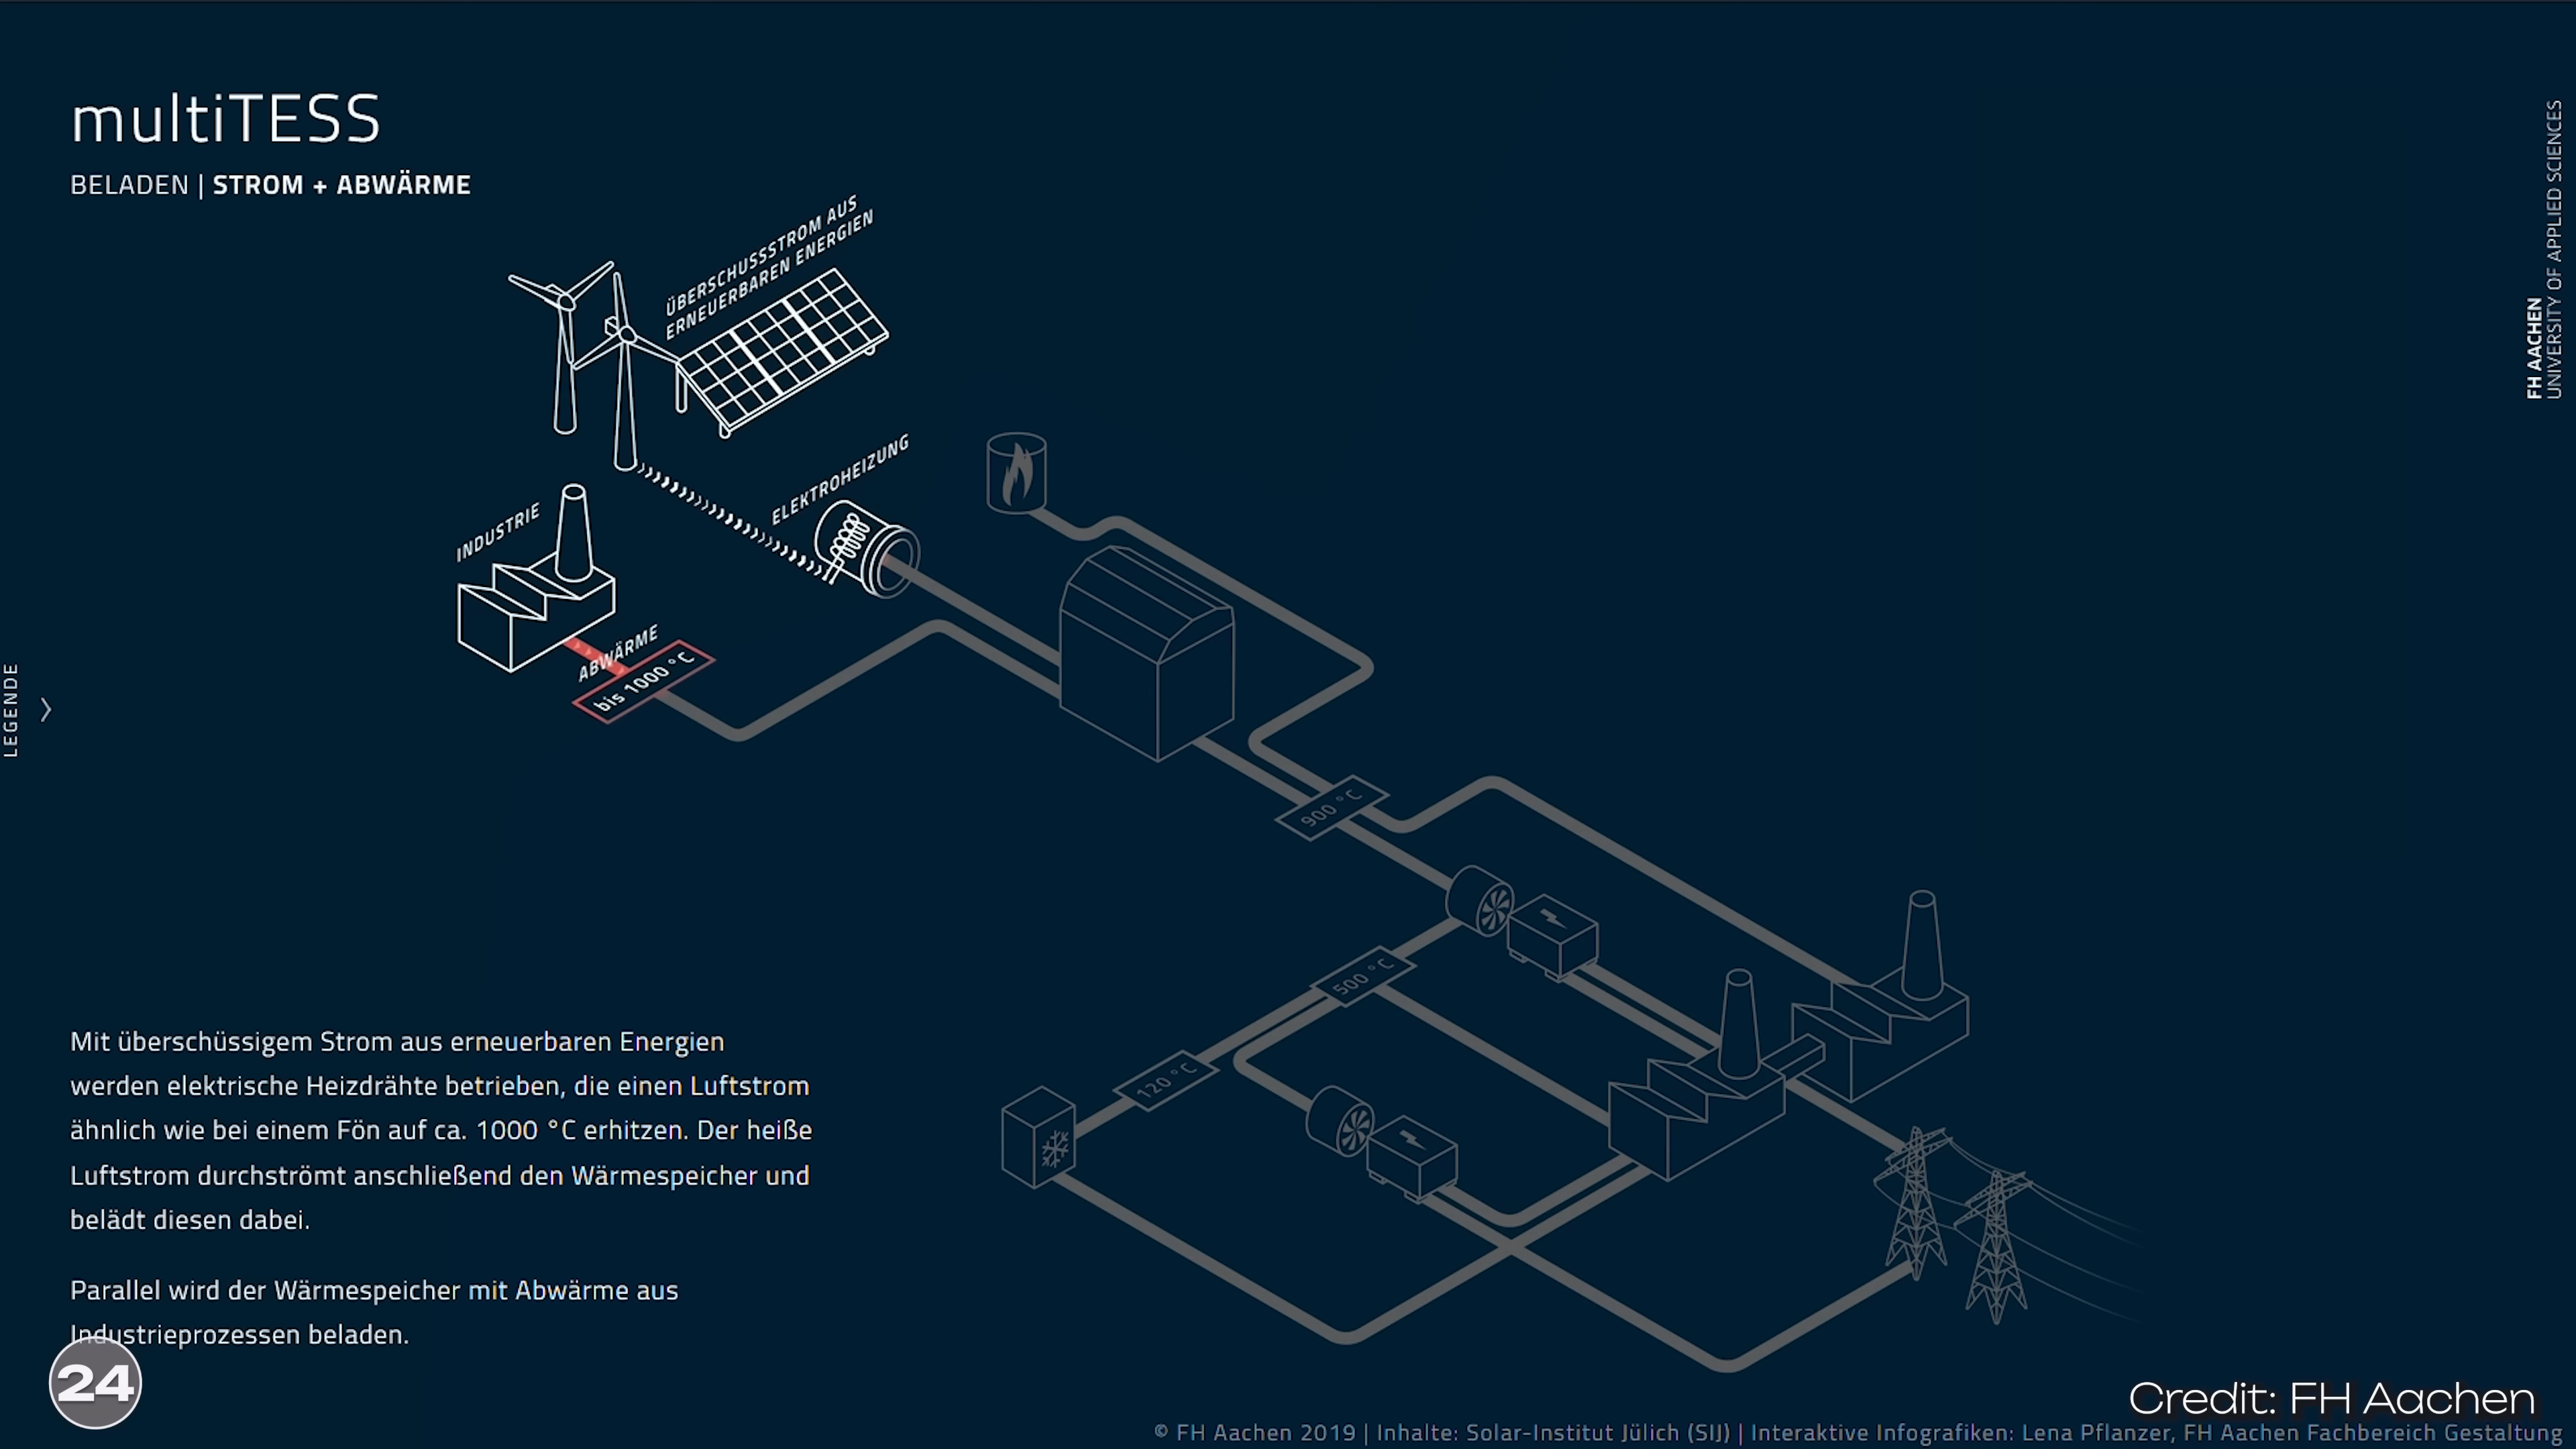 multiTESS
BELADEN | STROM + ABWÄRME
ÜBERSCHUSSSTROM AUS
ERNEUERBAREN ENERGIEN
ELEKTROHEIZUNG
INDUSTRIE
ABWÄRME
bis 1000 °C
900 °C
500 °C
120 °C
LEGENDE
FH AACHEN
UNIVERSITY OF APPLIED SCIENCES
Mit überschüssigem Strom aus erneuerbaren Energien
werden elektrische Heizdrähte betrieben, die einen Luftstrom
ähnlich wie bei einem Fön auf ca. 1000 °C erhitzen. Der heiße
Luftstrom durchströmt anschließend den Wärmespeicher und
belädt diesen dabei.
Parallel wird der Wärmespeicher mit Abwärme aus
Industrieprozessen beladen.
24
Credit: FH Aachen
© FH Aachen 2019 | Inhalte: Solar-Institut Jülich (SIJ) | Interaktive Infografiken: Lena Pflanzer, FH Aachen Fachbereich Gestaltung